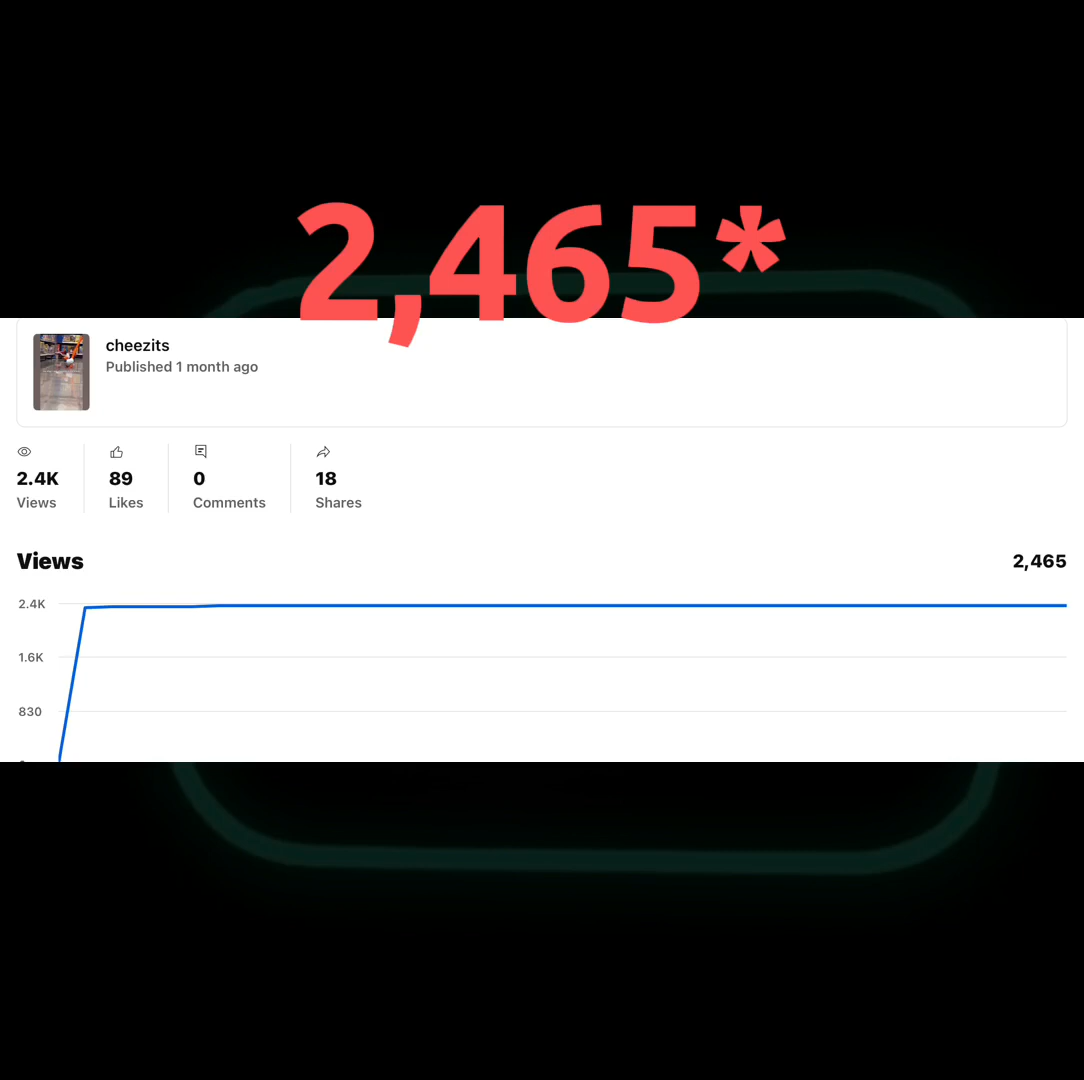 2,465*
cheezits
Published 1 month ago
2.4K 89 0 18
Views Likes Comments Shares
Views 2,465
2.4K
1.6K
830